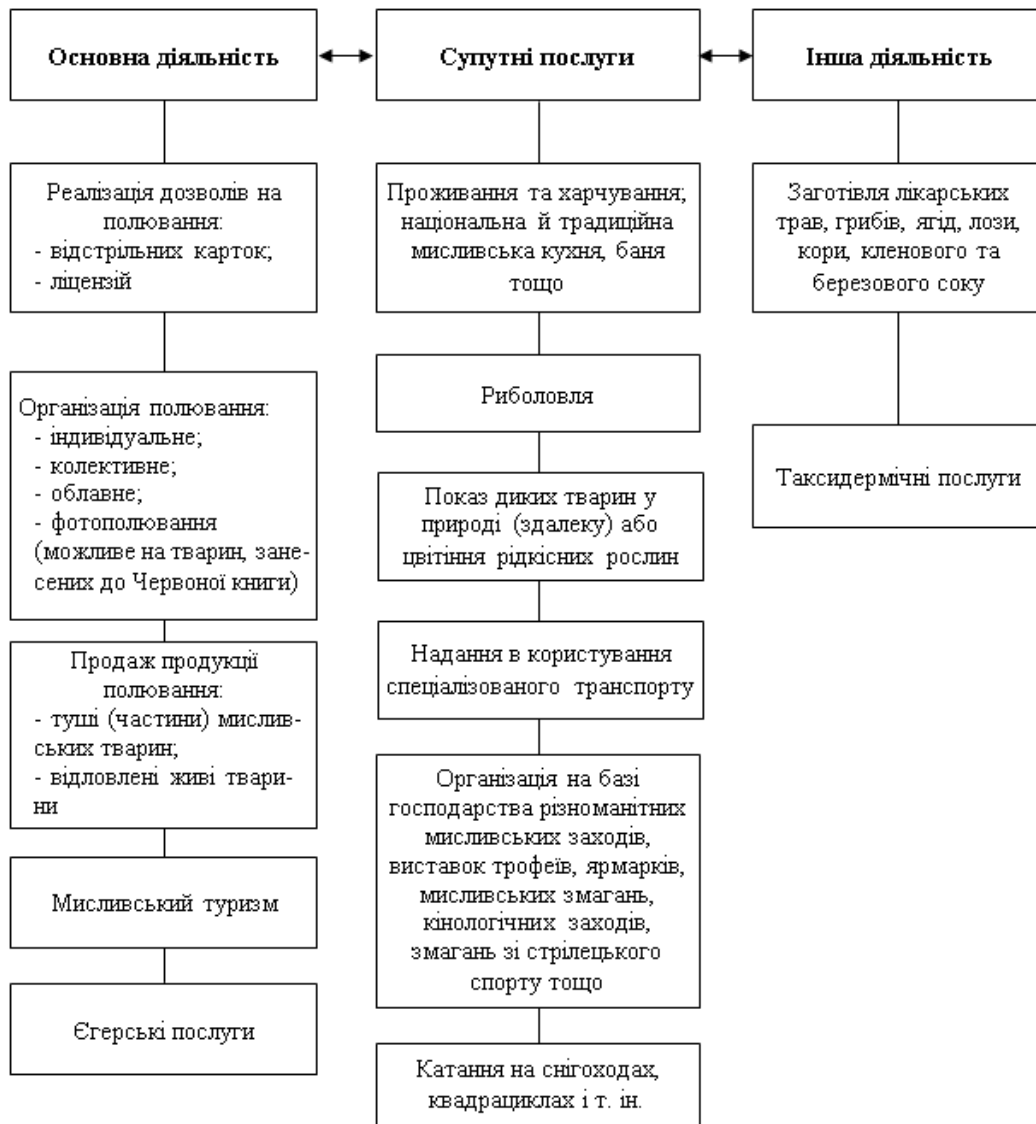 Основна діяльність
Супутні послуги
Інша діяльність
Реалізація дозволів на
полювання:
- відстрільних карток;
- ліцензій
Організація полювання:
- індивідуальне;
- колективне;
- облавне;
- фотополювання
(можливе на тварин, зане-
сених до Червоної книги)
Продаж продукції
полювання:
- туші (частини) мислив-
ських тварин;
- відловлені живі твари-
ни
Мисливський туризм
Єгерські послуги
Проживання та харчування;
національна й традиційна
мисливська кухня, баня
тощо
Риболовля
Показ диких тварин у
природі (здалеку) або
цвітіння рідкісних рослин
Надання в користування
спеціалізованого транспорту
Організація на базі
господарства різноманітних
мисливських заходів,
виставок трофеїв, ярмарків,
мисливських змагань,
кінологічних заходів,
змагань зі стрілецького
спорту тощо
Катання на снігоходах,
квадрациклах і т. ін.
Заготівля лікарських
трав, грибів, ягід, лози,
кори, кленового та
березового соку
Таксидермічні послуги